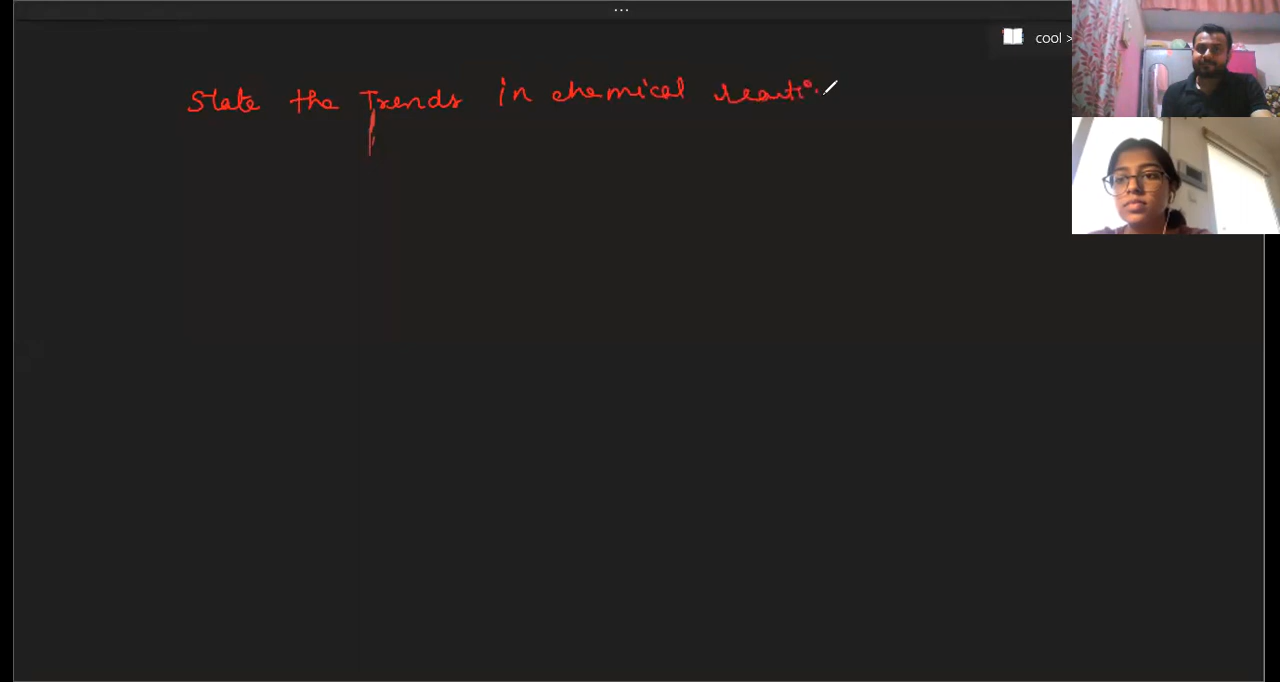 cool >
State the Trends in chemical reacti